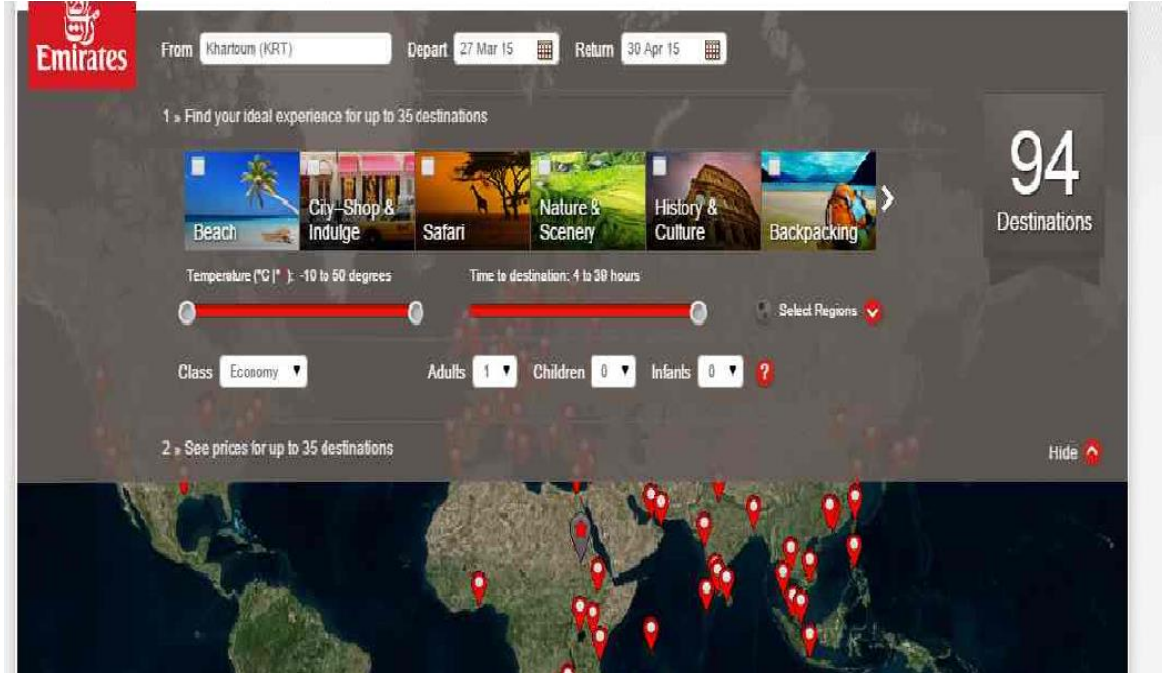 Emirates
From Khartoum (KRT) Depart 27 Mar 15 Return 30 Apr 15
1 » Find your ideal experience for up to 35 destinations
94
Destinations
Beach
City-Shop &
Indulge
Safari
Nature &
Scenery
History &
Culture
Backpacking
Temperature (°C | ° ): -10 to 50 degrees
Time to destination: 4 to 39 hours
Select Regions
Class Economy Adults 1 Children 0 Infants 0 ?
2 » See prices for up to 35 destinations
Hide